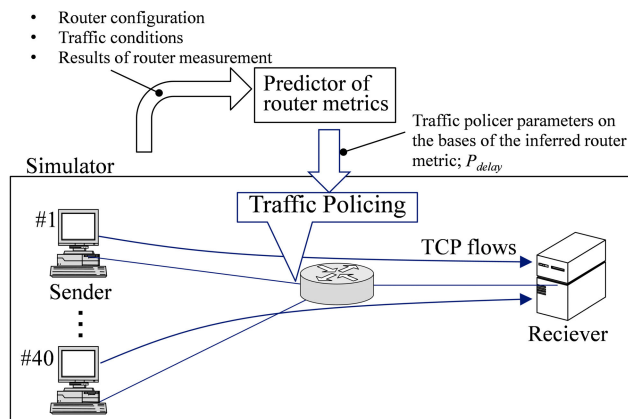 • Router configuration
• Traffic conditions
• Results of router measurement
Predictor of
router metrics
Traffic policer parameters on
the bases of the inferred router
metric; P_delay
Simulator
Traffic Policing
#1
TCP flows
Sender
Reciever
#40